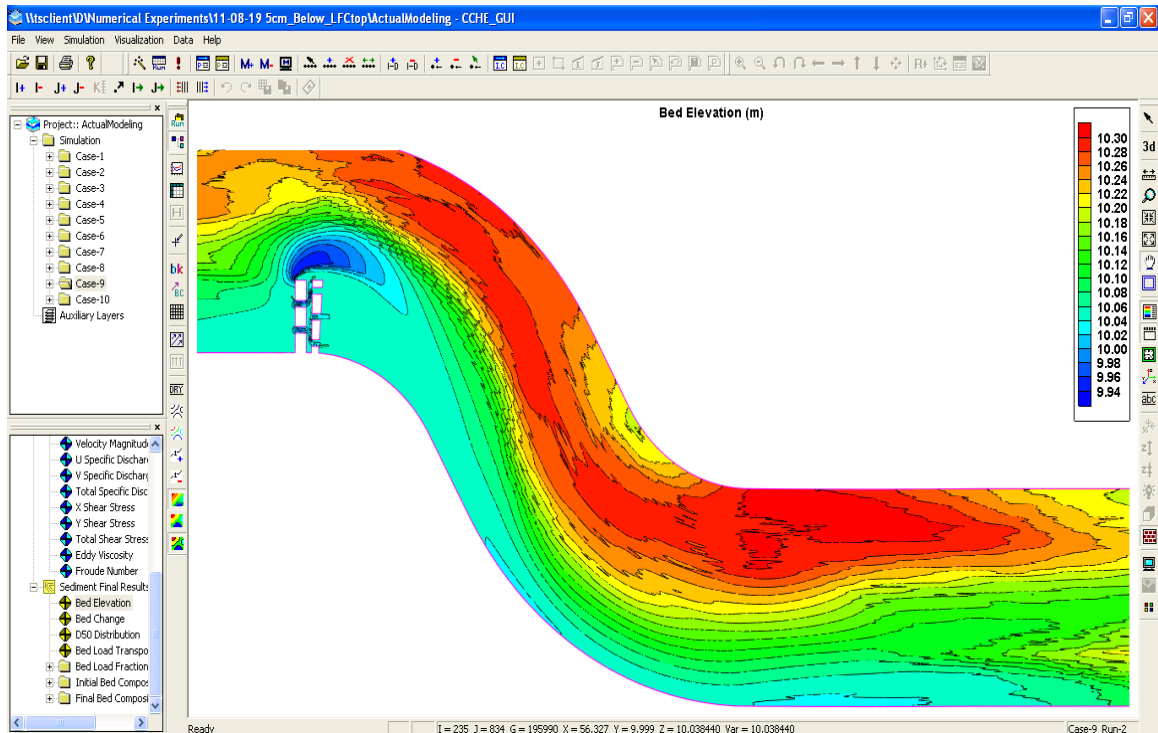 \\tsclient\D\Numerical Experiments\11-08-19 5cm_Below_LFCtop\ActualModeling - CCHE_GUI
File View Simulation Visualization Data Help
Run M+ M- I-D I-D I.C I.C R+
I+ I- J+ J- K I→ J→
Project:: ActualModeling
Simulation
Case-1
Case-2
Case-3
Case-4
Case-5
Case-6
Case-7
Case-8
Case-9
Case-10
Auxiliary Layers
Velocity Magnitud
U Specific Dischar
V Specific Discharg
Total Specific Disc
X Shear Stress
Y Shear Stress
Total Shear Stress
Eddy Viscosity
Froude Number
Sediment Final Results
Bed Elevation
Bed Change
D50 Distribution
Bed Load Transpo
Bed Load Fraction
Initial Bed Compos
Final Bed Composi
Run
H
bk
BC
DRY
Bed Elevation (m)
10.30
10.28
10.26
10.24
10.22
10.20
10.18
10.16
10.14
10.12
10.10
10.08
10.06
10.04
10.02
10.00
9.98
9.96
9.94
3d
abc
Ready
I = 235 J = 834 G = 195990 X = 56.327 Y = 9.999 Z = 10.038440 Var = 10.038440
Case-9 Run-2